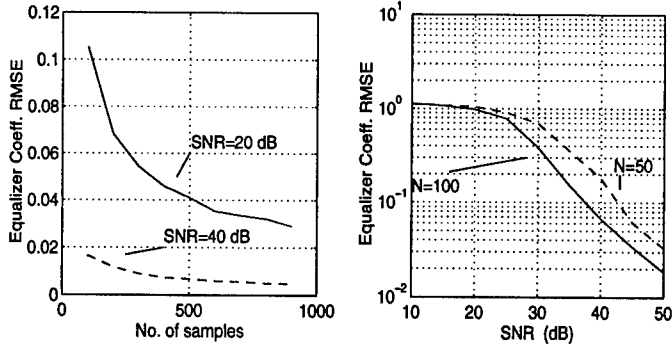 Equalizer Coeff. RMSE
0.12
0.1
0.08
0.06
0.04
0.02
0
SNR=20 dB
SNR=40 dB
0
500
1000
No. of samples
Equalizer Coeff. RMSE
10^1
10^0
10^-1
10^-2
N=100
N=50
10
20
30
40
50
SNR (dB)